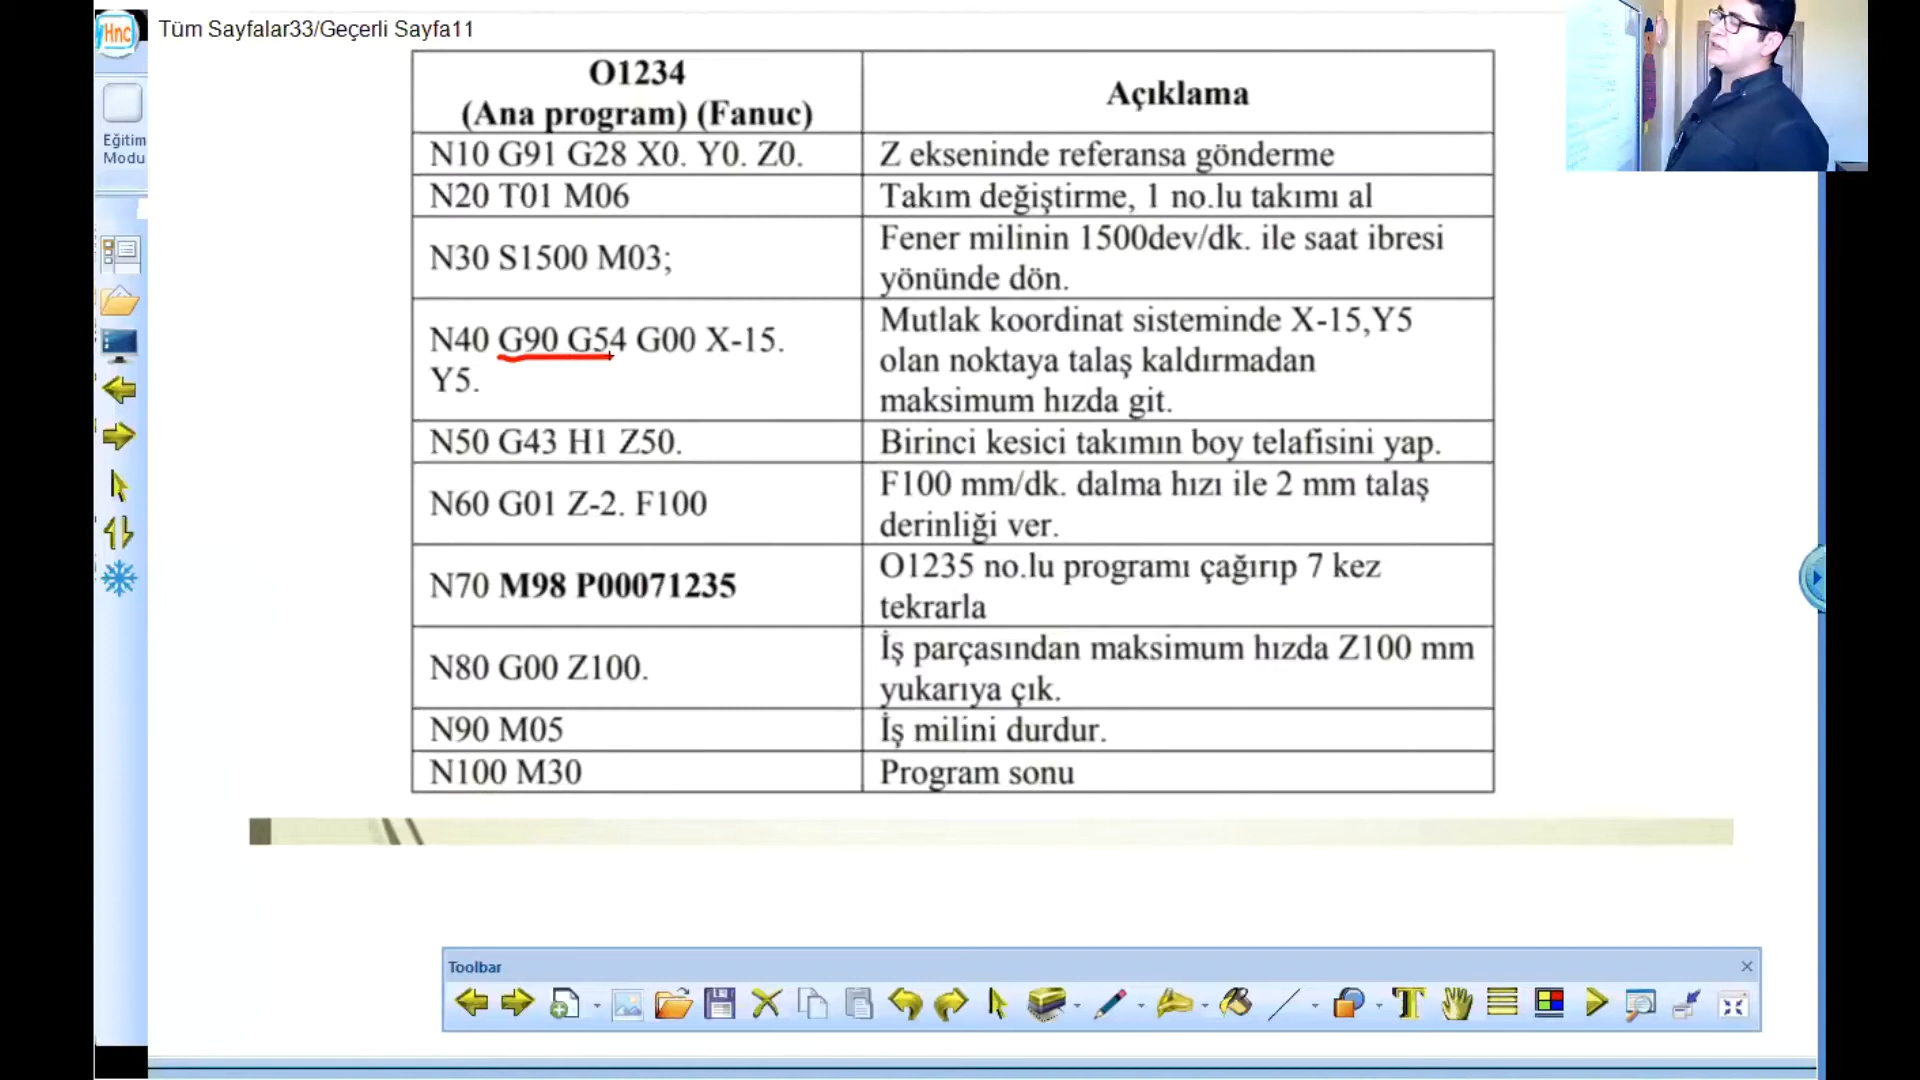 Hnc
Tüm Sayfalar33/Geçerli Sayfa11
Eğitim
Modu
O1234
(Ana program) (Fanuc)
Açıklama
N10 G91 G28 X0. Y0. Z0.
Z ekseninde referansa gönderme
N20 T01 M06
Takım değiştirme, 1 no.lu takımı al
N30 S1500 M03;
Fener milinin 1500dev/dk. ile saat ibresi
yönünde dön.
N40 G90 G54 G00 X-15.
Y5.
Mutlak koordinat sisteminde X-15,Y5
olan noktaya talaş kaldırmadan
maksimum hızda git.
N50 G43 H1 Z50.
Birinci kesici takımın boy telafisini yap.
N60 G01 Z-2. F100
F100 mm/dk. dalma hızı ile 2 mm talaş
derinliği ver.
N70 M98 P00071235
O1235 no.lu programı çağırıp 7 kez
tekrarla
N80 G00 Z100.
İş parçasından maksimum hızda Z100 mm
yukarıya çık.
N90 M05
İş milini durdur.
N100 M30
Program sonu
Toolbar